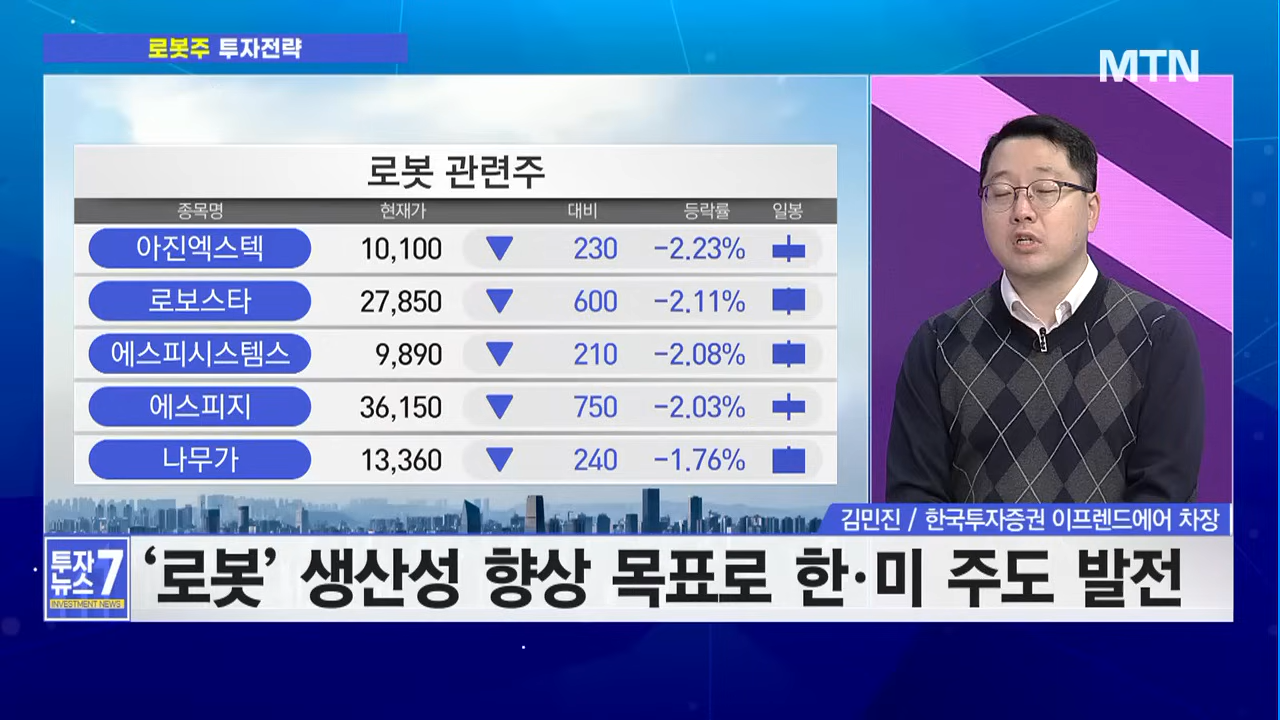 로봇주 투자전략
MTN
로봇 관련주
종목명 현재가 대비 등락률 일봉
아진엑스텍 10,100 ▼ 230 -2.23%
로보스타 27,850 ▼ 600 -2.11%
에스피시스템스 9,890 ▼ 210 -2.08%
에스피지 36,150 ▼ 750 -2.03%
나무가 13,360 ▼ 240 -1.76%
김민진 / 한국투자증권 이프렌드에어 차장
투자
뉴스 7
INVESTMENT NEWS
‘로봇’ 생산성 향상 목표로 한·미 주도 발전